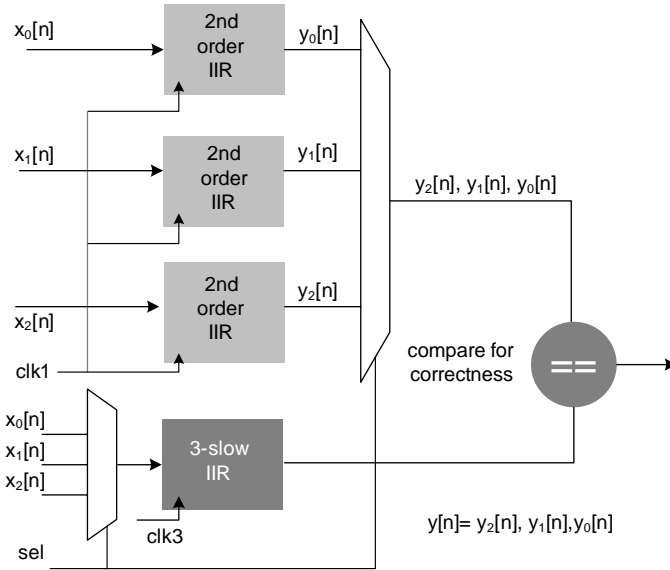 x0[n]
2nd
order
IIR
y0[n]
x1[n]
2nd
order
IIR
y1[n]
y2[n], y1[n], y0[n]
x2[n]
2nd
order
IIR
y2[n]
clk1
compare for
correctness
==
x0[n]
x1[n]
x2[n]
3-slow
IIR
clk3
sel
y[n]= y2[n], y1[n],y0[n]